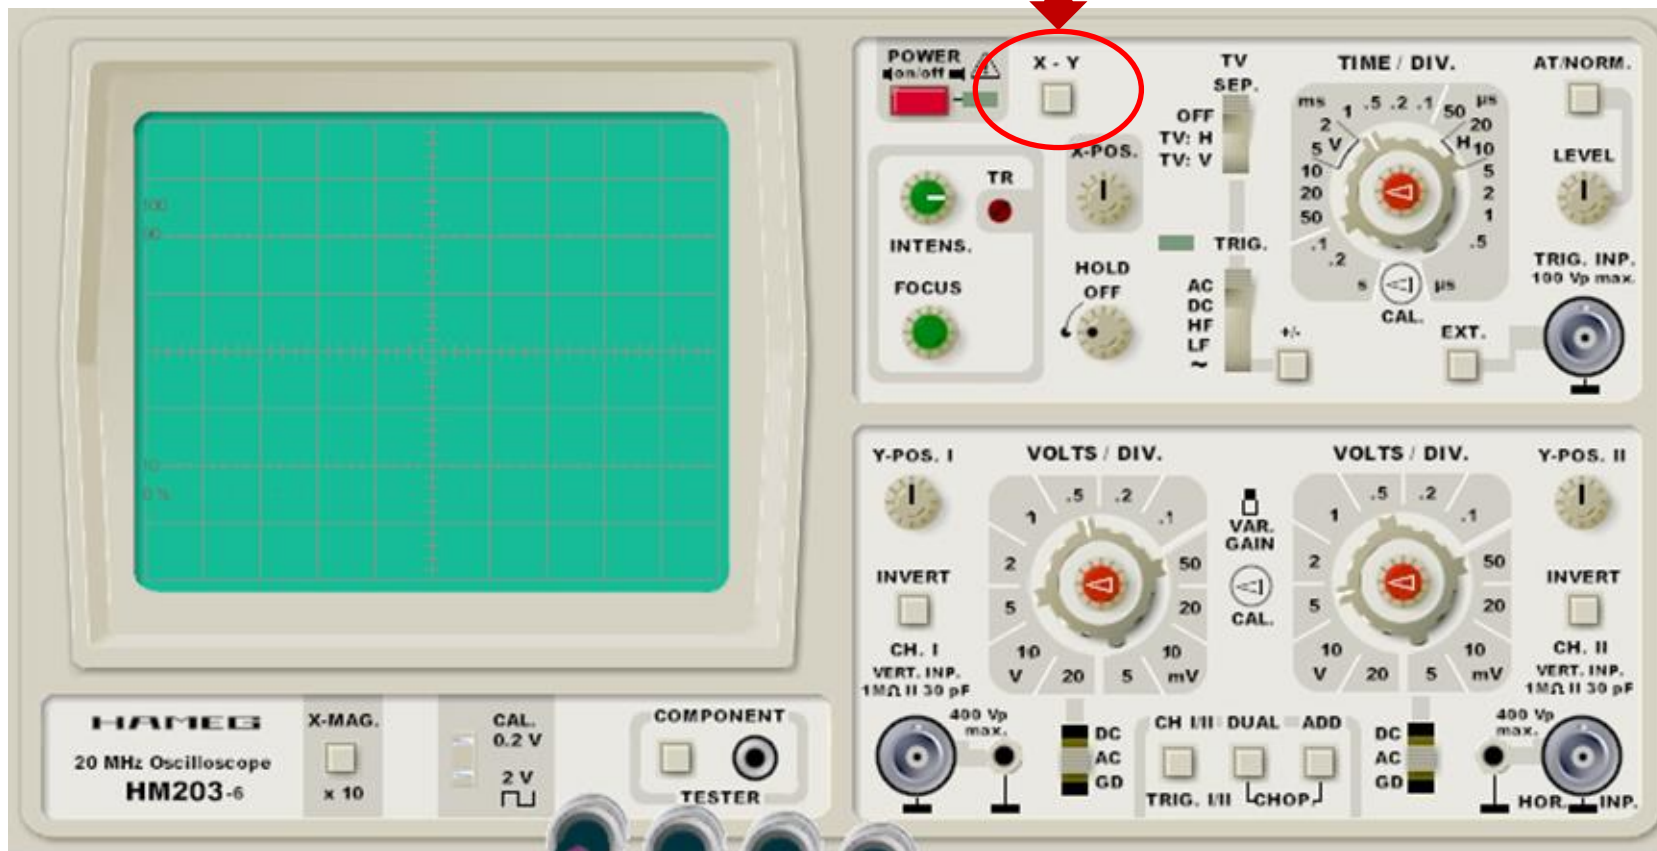 POWER
on/off
X - Y
X-POS.
TR
INTENS.
FOCUS
HOLD
OFF
TV
SEP.
OFF
TV: H
TV: V
TRIG.
AC
DC
HF
LF
~
+/-
TIME / DIV.
ms 1 .5 .2 .1 50 µs
2 20
5 V H 10
10 5
20 2
50 1
.1 .5
.2
s µs
CAL.
AT/NORM.
LEVEL
TRIG. INP.
100 Vp max.
EXT.
100
90
10
0 %
Y-POS. I
INVERT
CH. I
VERT. INP.
1MΩ II 30 pF
400 Vp
max.
VOLTS / DIV.
.5 .2
1 .1
2 50
5 20
10 10
V 20 5 mV
DC
AC
GD
VAR.
GAIN
CAL.
CH I/II DUAL ADD
TRIG. I/II CHOP.
VOLTS / DIV.
.5 .2
1 .1
2 50
5 20
10 10
V 20 5 mV
DC
AC
GD
Y-POS. II
INVERT
CH. II
VERT. INP.
1MΩ II 30 pF
400 Vp
max.
HOR. INP.
HAMEG
20 MHz Oscilloscope
HM203-6
X-MAG.
x 10
CAL.
0.2 V
2 V
COMPONENT
TESTER